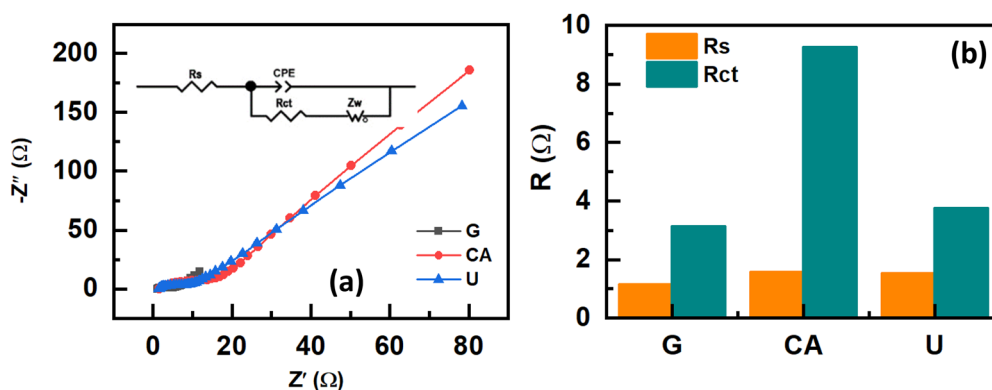 200
150
100
50
0
-Z″ (Ω)
Rs
CPE
Rct
Zw
G
CA
U
(a)
0 20 40 60 80
Z′ (Ω)
10
8
6
4
2
0
R (Ω)
Rs
Rct
(b)
G CA U